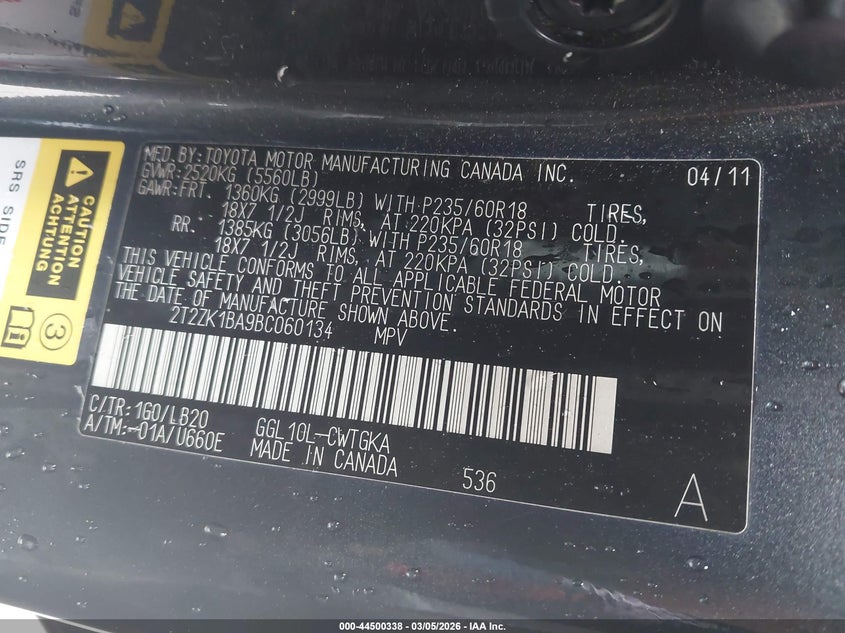 MFD.BY:TOYOTA MOTOR MANUFACTURING CANADA INC. 04/11
GVWR:2520KG (5560LB)
GAWR:FRT. 1360KG (2999LB) WITH P235/60R18 TIRES,
18X7 1/2J RIMS, AT 220KPA (32PSI) COLD.
RR. 1385KG (3056LB) WITH P235/60R18 TIRES,
18X7 1/2J RIMS, AT 220KPA (32PSI) COLD.
THIS VEHICLE CONFORMS TO ALL APPLICABLE FEDERAL MOTOR
VEHICLE SAFETY AND THEFT PREVENTION STANDARDS IN EFFECT ON
THE DATE OF MANUFACTURE SHOWN ABOVE.
2T2ZK1BA9BC060134 MPV
C/TR:1G0/LB20 GGL10L-CWTGKA
A/TM:-01A/U660E MADE IN CANADA 536 A
SRS SIDE
CAUTION
ATTENTION
ACHTUNG
3
000-44500338 - 03/05/2026 - IAA Inc.